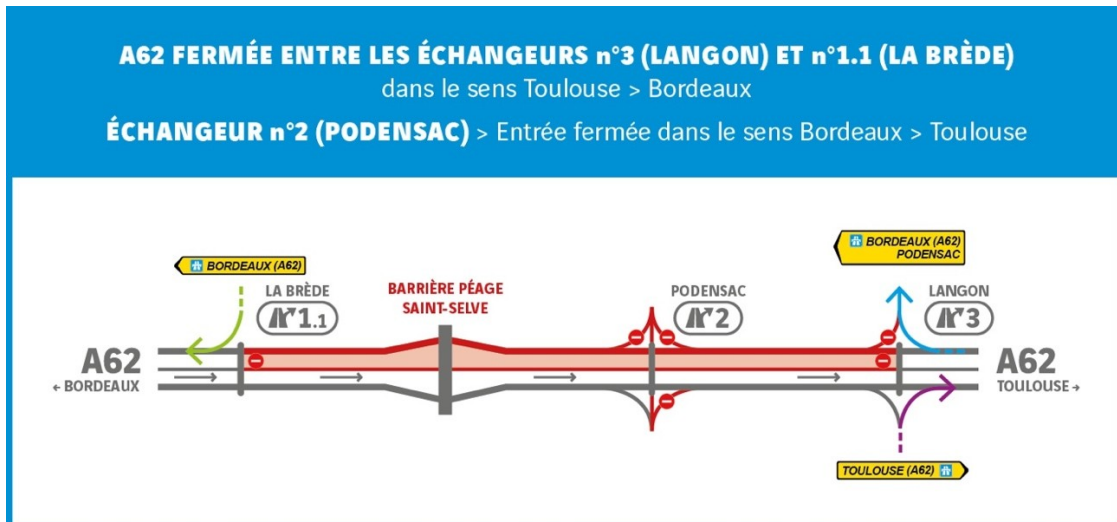 A62 FERMÉE ENTRE LES ÉCHANGEURS n°3 (LANGON) ET n°1.1 (LA BRÈDE)
dans le sens Toulouse > Bordeaux
ÉCHANGEUR n°2 (PODENSAC) > Entrée fermée dans le sens Bordeaux > Toulouse
BORDEAUX (A62)
BORDEAUX (A62)
PODENSAC
LA BRÈDE
1.1
BARRIÈRE PÉAGE
SAINT-SELVE
PODENSAC
2
LANGON
3
A62
← BORDEAUX
A62
TOULOUSE →
TOULOUSE (A62)